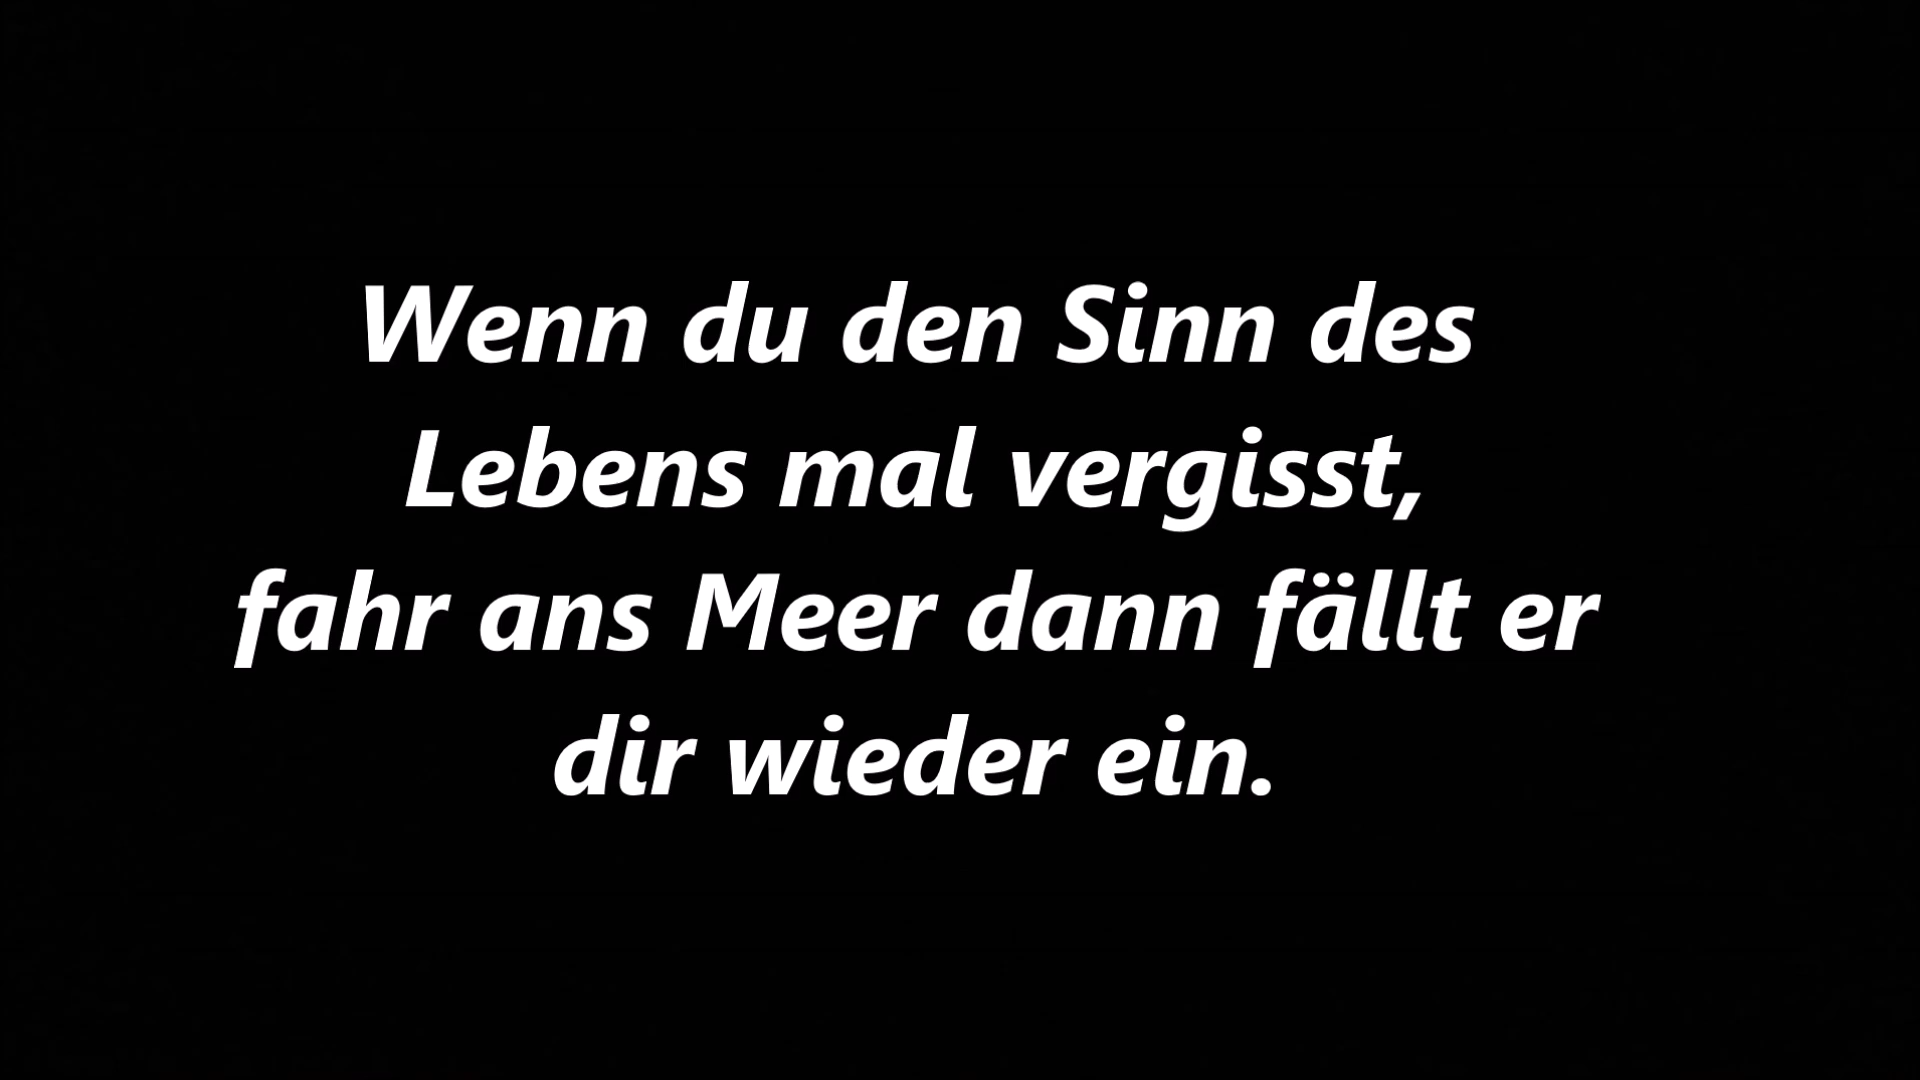 Wenn du den Sinn des
Lebens mal vergisst,
fahr ans Meer dann fällt er
dir wieder ein.